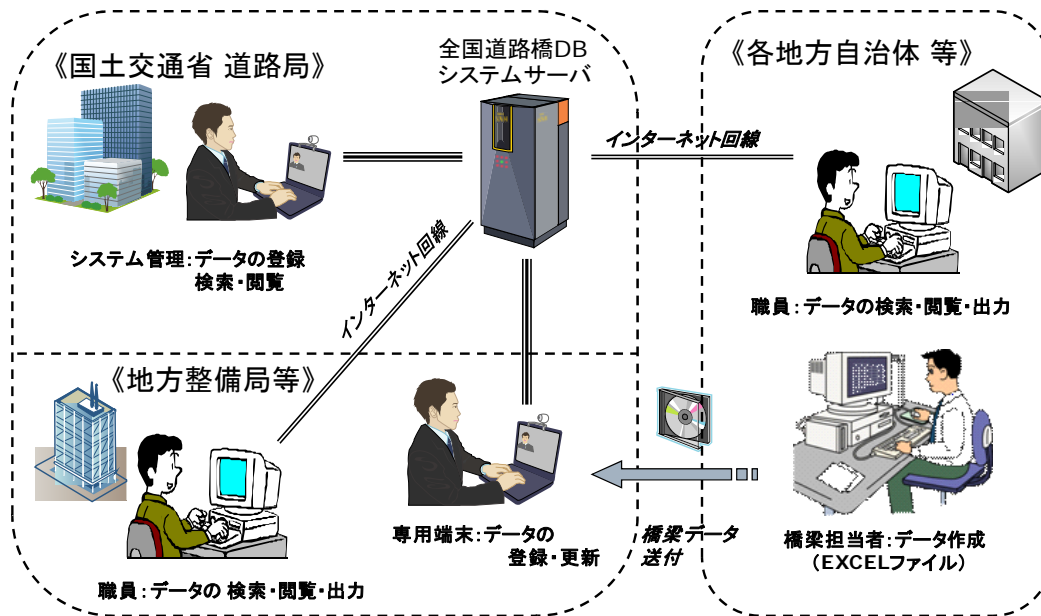 《国土交通省 道路局》
全国道路橋DB
システムサーバ
《各地方自治体 等》
インターネット回線
システム管理：データの登録
検索・閲覧
インターネット回線
職員：データの検索・閲覧・出力
《地方整備局等》
専用端末：データの
登録・更新
橋梁データ
送付
橋梁担当者：データ作成
（EXCELファイル）
職員：データの 検索・閲覧・出力